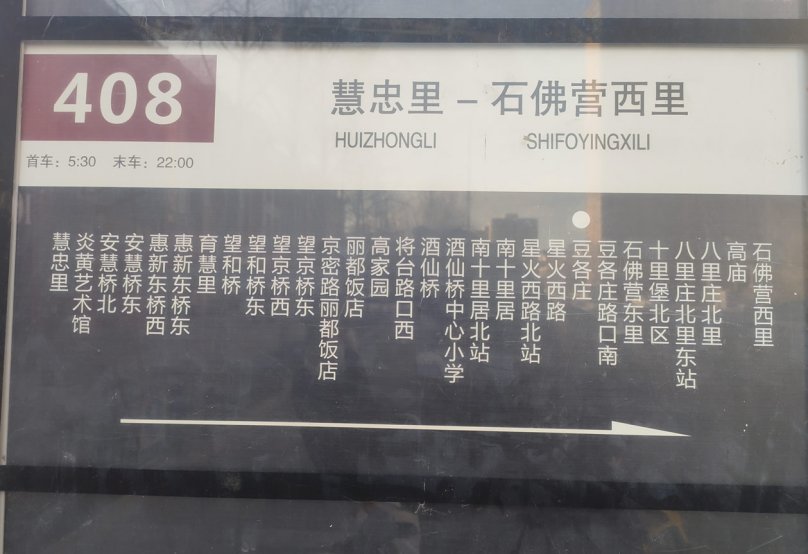 408
慧忠里 – 石佛营西里
HUIZHONGLI SHIFOYINGXILI
首车：5:30 末车：22:00
慧忠里
炎黄艺术馆
安慧桥北
安慧桥东
惠新东桥西
惠新东桥东
育慧里
望和桥
望和桥东
望京桥西
望京桥东
京密路丽都饭店
丽都饭店
高家园
将台路口西
酒仙桥
酒仙桥中心小学
南十里居北站
南十里居
星火西路北站
星火西路
豆各庄
豆各庄路口南
石佛营东里
十里堡北区
八里庄北里东站
八里庄北里
高庙
石佛营西里